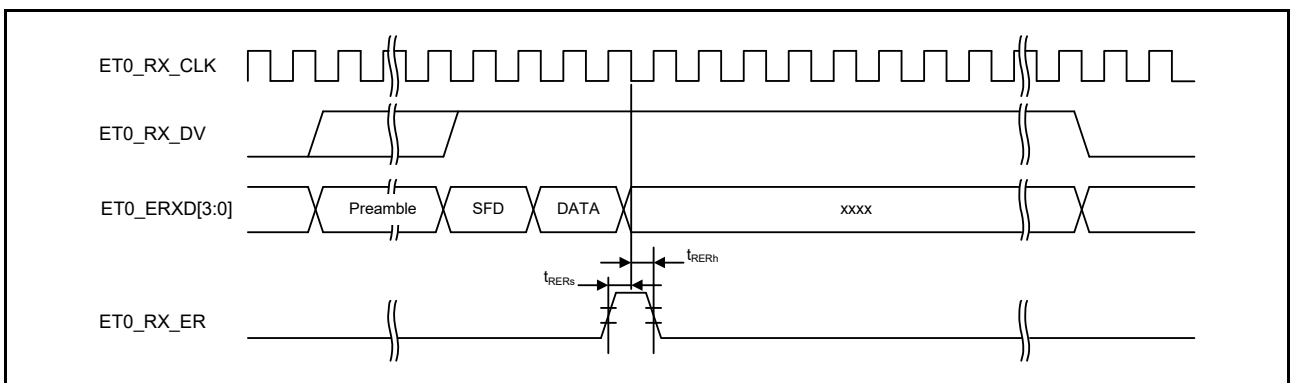 ET0_RX_CLK
ET0_RX_DV
ET0_ERXD[3:0] Preamble SFD DATA xxxx
tRERs tRERh
ET0_RX_ER